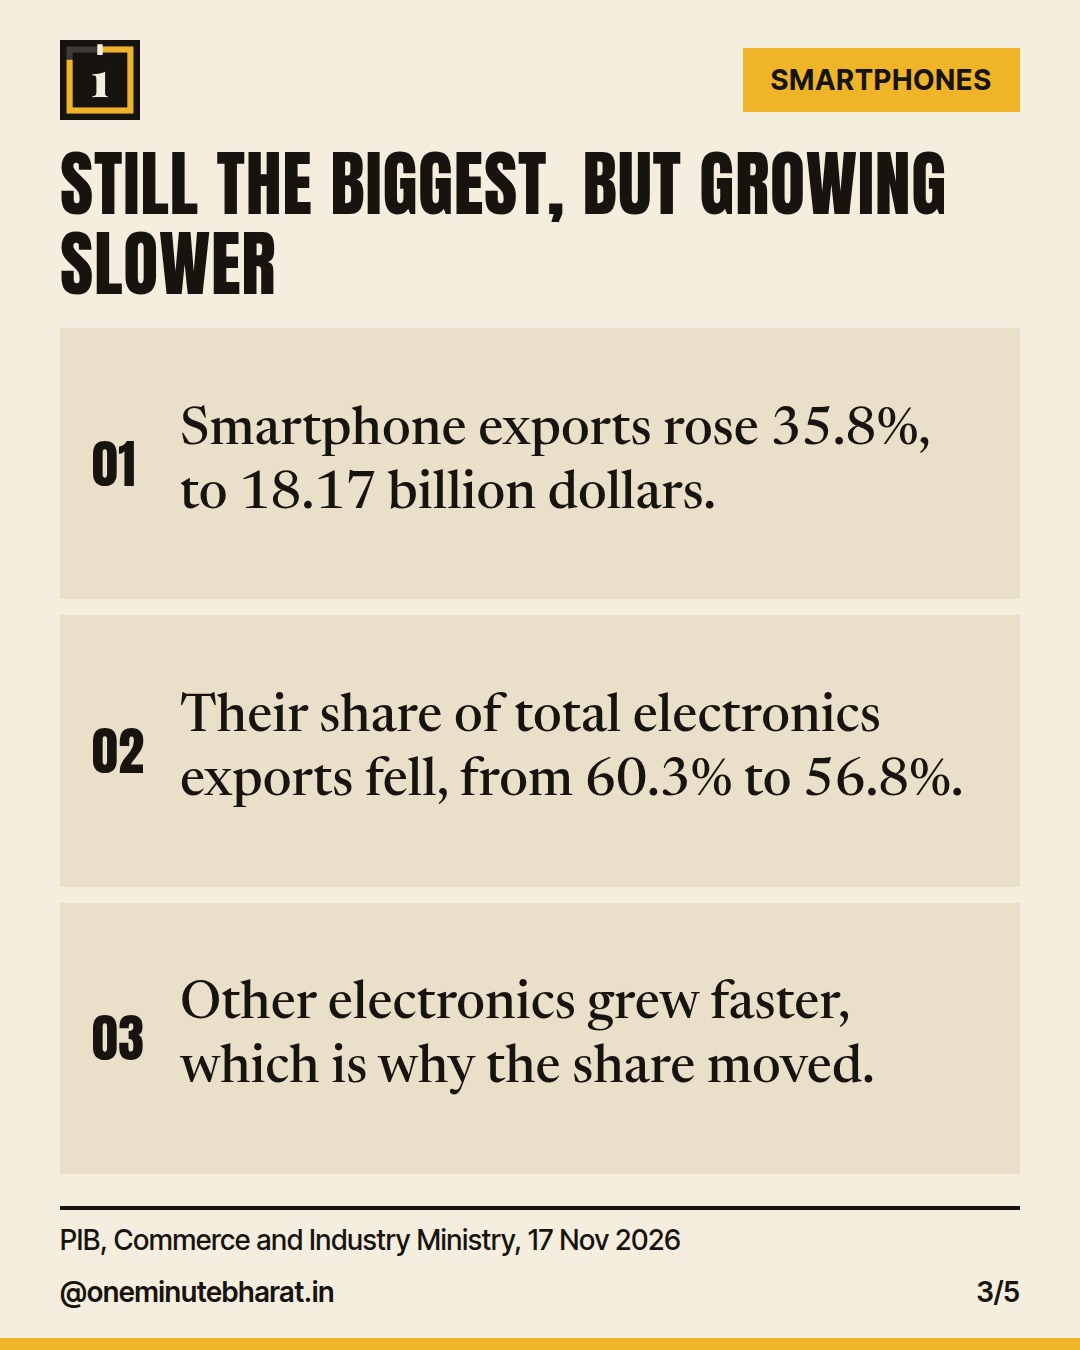 1
SMARTPHONES
STILL THE BIGGEST, BUT GROWING
SLOWER
01
Smartphone exports rose 35.8%,
to 18.17 billion dollars.
02
Their share of total electronics
exports fell, from 60.3% to 56.8%.
03
Other electronics grew faster,
which is why the share moved.
PIB, Commerce and Industry Ministry, 17 Nov 2026
@oneminutebharat.in
3/5